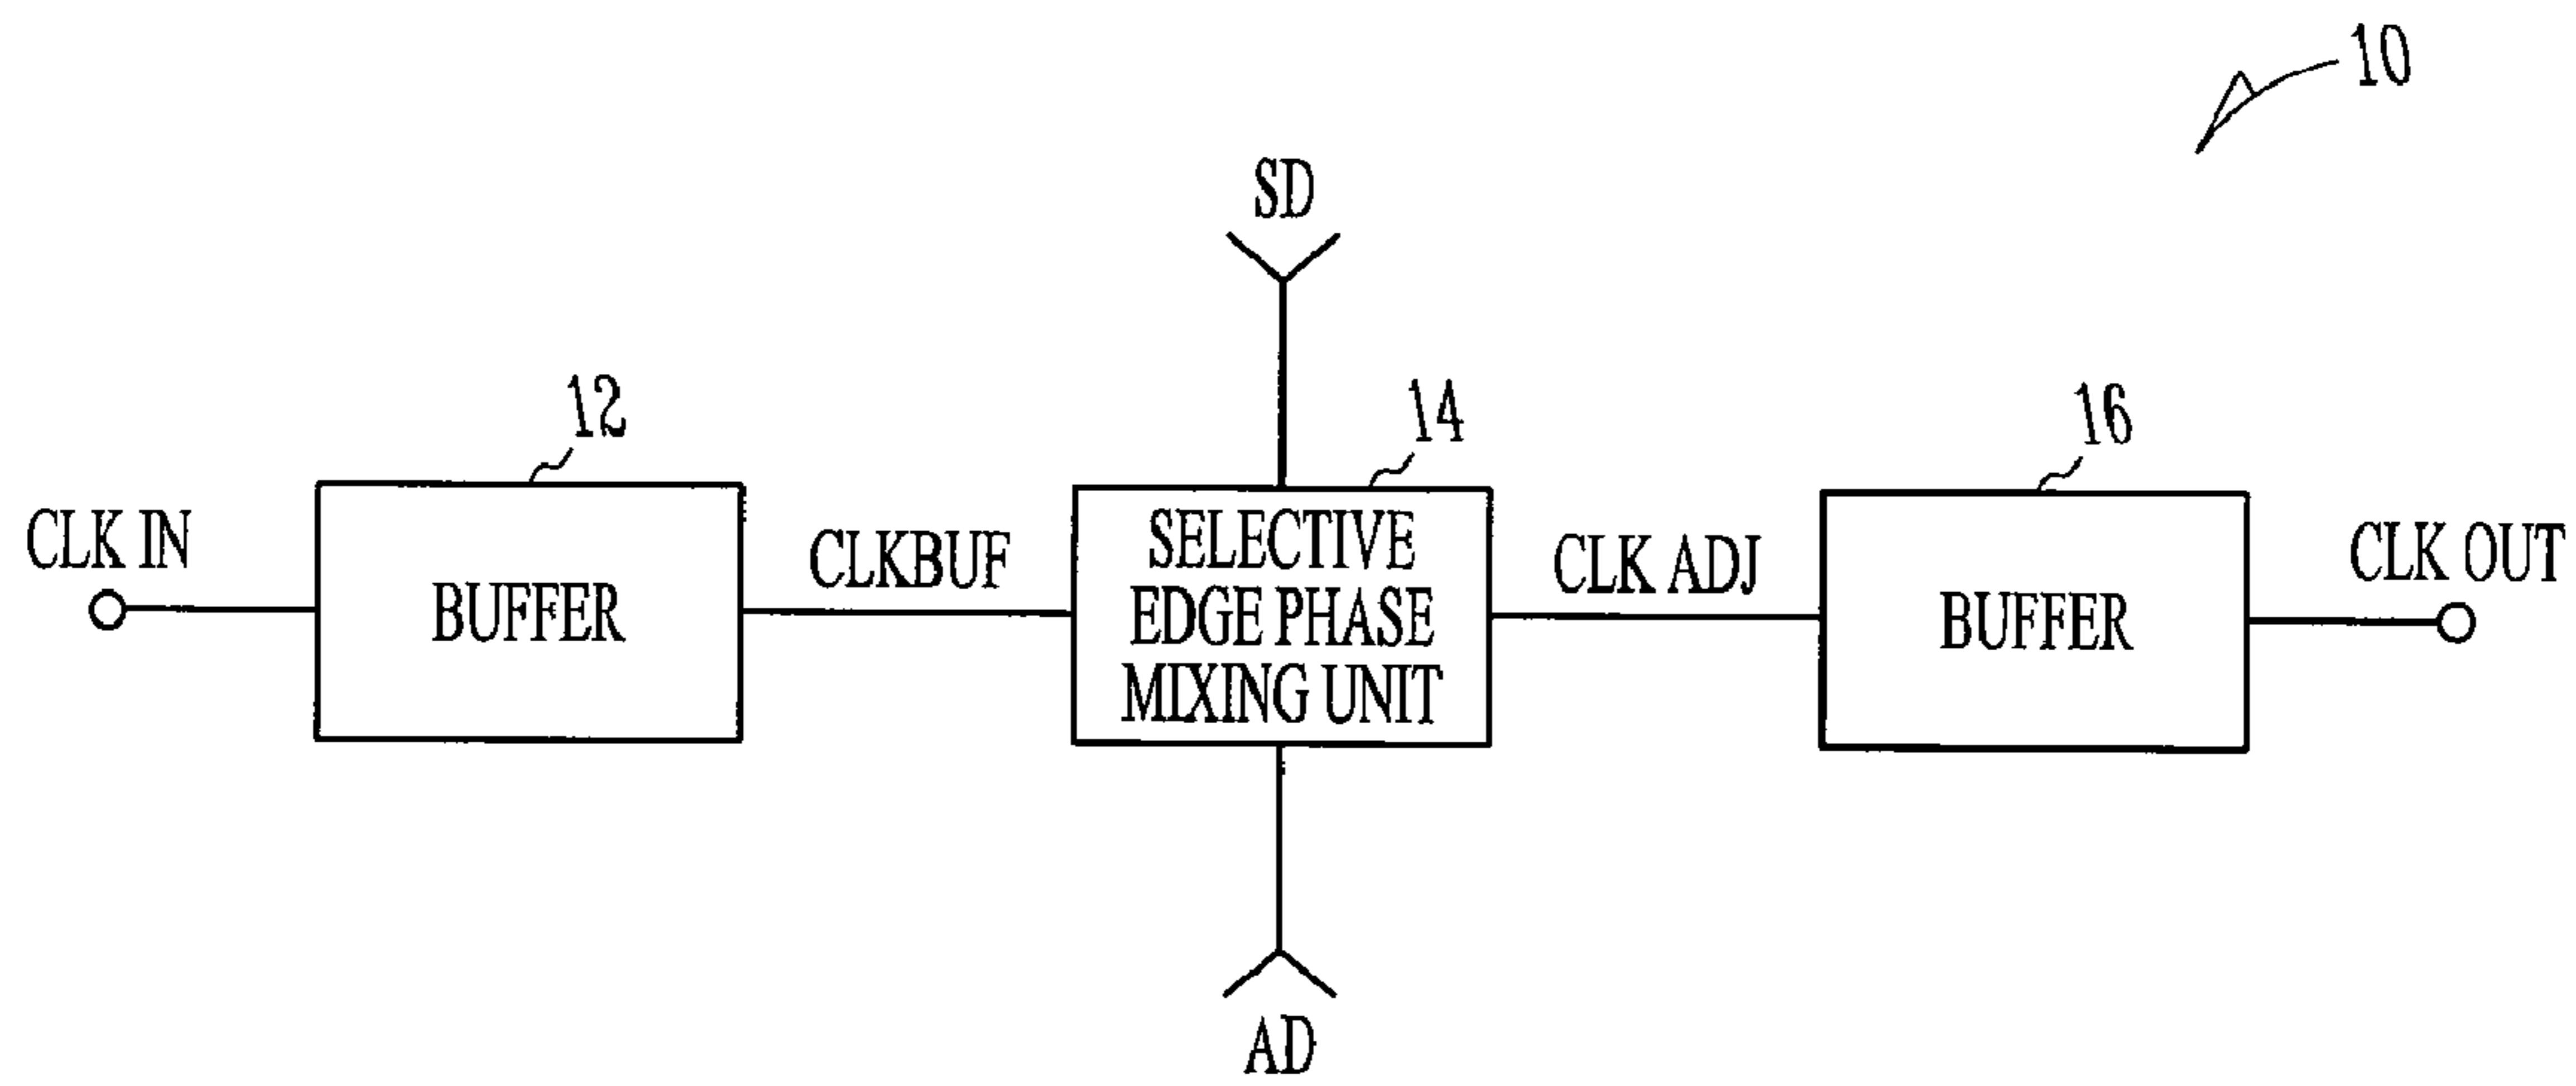 10
SD
12
14
16
CLK IN
BUFFER
CLKBUF
SELECTIVE
EDGE PHASE
MIXING UNIT
CLK ADJ
BUFFER
CLK OUT
AD